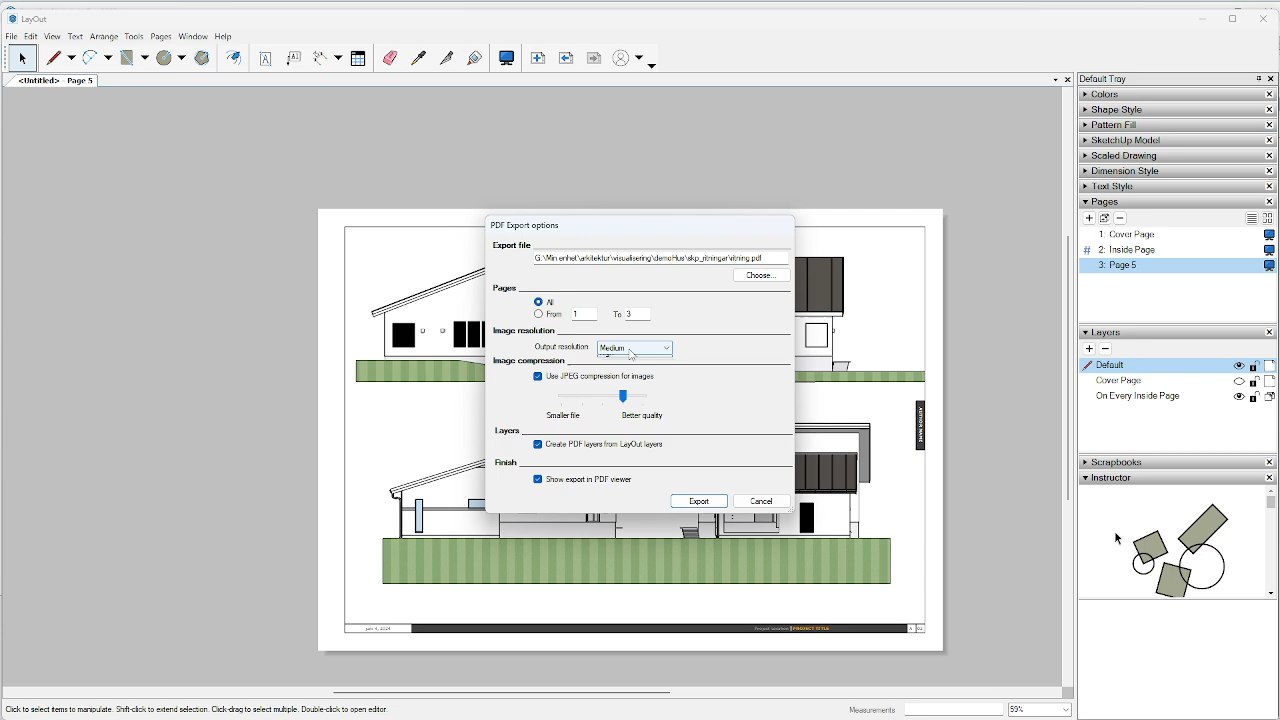 LayOut
File Edit View Text Arrange Tools Pages Window Help
<Untitled> - Page 5
Default Tray
Colors
Shape Style
Pattern Fill
SketchUp Model
Scaled Drawing
Dimension Style
Text Style
Pages
1: Cover Page
# 2: Inside Page
3: Page 5
Layers
Default
Cover Page
On Every Inside Page
Scrapbooks
Instructor
PDF Export options
Export file
G:\Min enhet\arkitektur\visualisering\demoHus\skp_ritningar\ritning.pdf
Choose...
Pages
All
From 1 To 3
Image resolution
Output resolution Medium
Image compression
Use JPEG compression for images
Smaller file Better quality
Layers
Create PDF layers from LayOut layers
Finish
Show export in PDF viewer
Export Cancel
PROJECT TITLE
Click to select items to manipulate. Shift-click to extend selection. Click-drag to select multiple. Double-click to open editor.
Measurements
59%